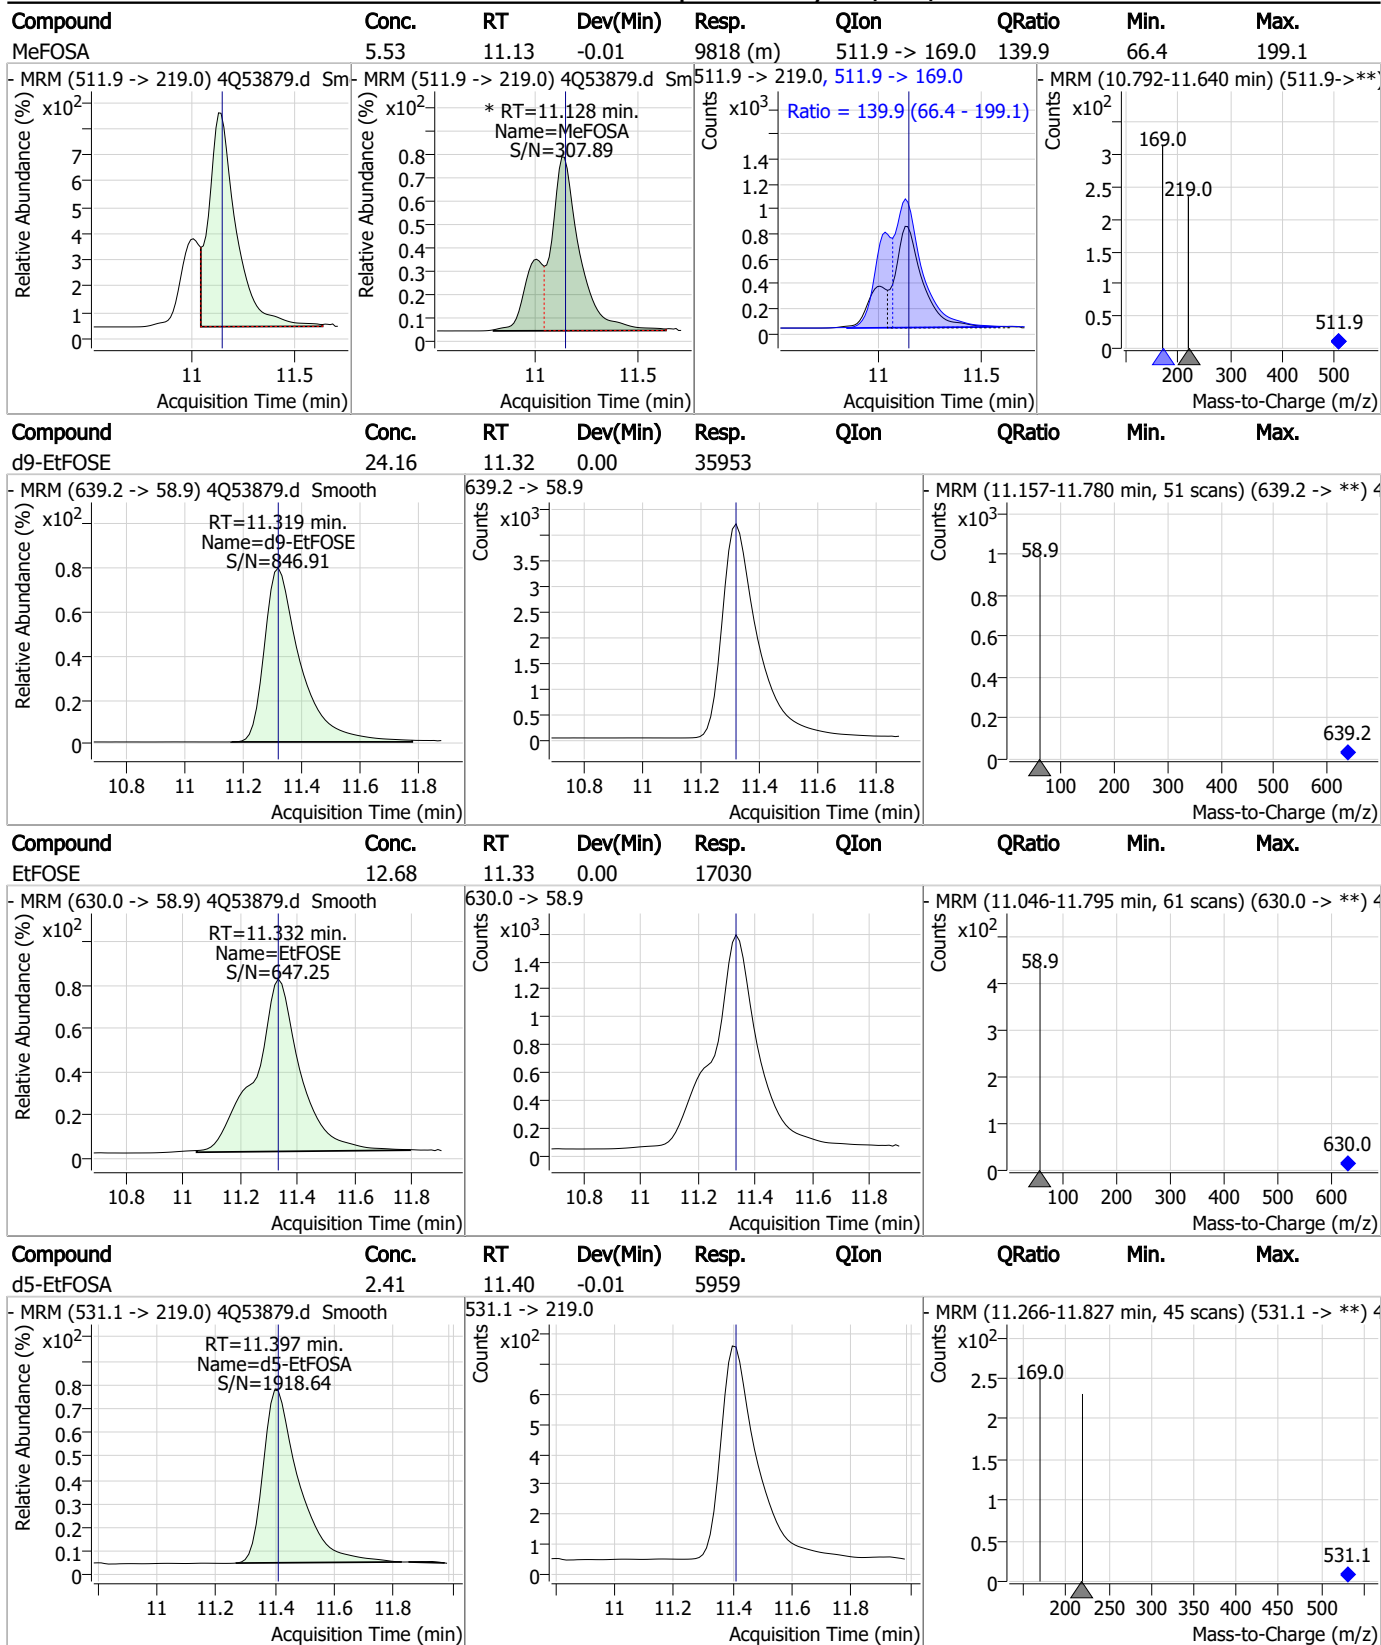 Compound Conc. RT Dev(Min) Resp. QIon QRatio Min. Max.
MeFOSA 5.53 11.13 -0.01 9818 (m) 511.9 -> 169.0 139.9 66.4 199.1
- MRM (511.9 -> 219.0) 4Q53879.d Sm
Relative Abundance (%)
x10²
7
6
5
4
3
2
1
0
11 11.5
Acquisition Time (min)
- MRM (511.9 -> 219.0) 4Q53879.d Sm
Relative Abundance (%)
x10²
* RT=11.128 min.
Name=MeFOSA
S/N=307.89
0.8
0.7
0.6
0.5
0.4
0.3
0.2
0.1
0
11 11.5
Acquisition Time (min)
511.9 -> 219.0, 511.9 -> 169.0
Counts
x10³
Ratio = 139.9 (66.4 - 199.1)
1.4
1.2
1
0.8
0.6
0.4
0.2
0
11 11.5
Acquisition Time (min)
- MRM (10.792-11.640 min) (511.9->**)
Counts
x10²
169.0
219.0
511.9
3
2.5
2
1.5
1
0.5
0
200 300 400 500
Mass-to-Charge (m/z)
Compound Conc. RT Dev(Min) Resp. QIon QRatio Min. Max.
d9-EtFOSE 24.16 11.32 0.00 35953
- MRM (639.2 -> 58.9) 4Q53879.d Smooth
Relative Abundance (%)
x10²
RT=11.319 min.
Name=d9-EtFOSE
S/N=846.91
0.8
0.6
0.4
0.2
0
10.8 11 11.2 11.4 11.6 11.8
Acquisition Time (min)
639.2 -> 58.9
Counts
x10³
3.5
3
2.5
2
1.5
1
0.5
0
10.8 11 11.2 11.4 11.6 11.8
Acquisition Time (min)
- MRM (11.157-11.780 min, 51 scans) (639.2 -> **) 4
Counts
x10³
58.9
639.2
1
0.8
0.6
0.4
0.2
0
100 200 300 400 500 600
Mass-to-Charge (m/z)
Compound Conc. RT Dev(Min) Resp. QIon QRatio Min. Max.
EtFOSE 12.68 11.33 0.00 17030
- MRM (630.0 -> 58.9) 4Q53879.d Smooth
Relative Abundance (%)
x10²
RT=11.332 min.
Name=EtFOSE
S/N=647.25
0.8
0.6
0.4
0.2
0
10.8 11 11.2 11.4 11.6 11.8
Acquisition Time (min)
630.0 -> 58.9
Counts
x10³
1.4
1.2
1
0.8
0.6
0.4
0.2
0
10.8 11 11.2 11.4 11.6 11.8
Acquisition Time (min)
- MRM (11.046-11.795 min, 61 scans) (630.0 -> **) 4
Counts
x10²
58.9
630.0
4
3
2
1
0
100 200 300 400 500 600
Mass-to-Charge (m/z)
Compound Conc. RT Dev(Min) Resp. QIon QRatio Min. Max.
d5-EtFOSA 2.41 11.40 -0.01 5959
- MRM (531.1 -> 219.0) 4Q53879.d Smooth
Relative Abundance (%)
x10²
RT=11.397 min.
Name=d5-EtFOSA
S/N=1918.64
0.8
0.7
0.6
0.5
0.4
0.3
0.2
0.1
0
11 11.2 11.4 11.6 11.8
Acquisition Time (min)
531.1 -> 219.0
Counts
x10²
6
5
4
3
2
1
0
11 11.2 11.4 11.6 11.8
Acquisition Time (min)
- MRM (11.266-11.827 min, 45 scans) (531.1 -> **) 4
Counts
x10²
169.0
531.1
2.5
2
1.5
1
0.5
0
200 250 300 350 400 450 500
Mass-to-Charge (m/z)